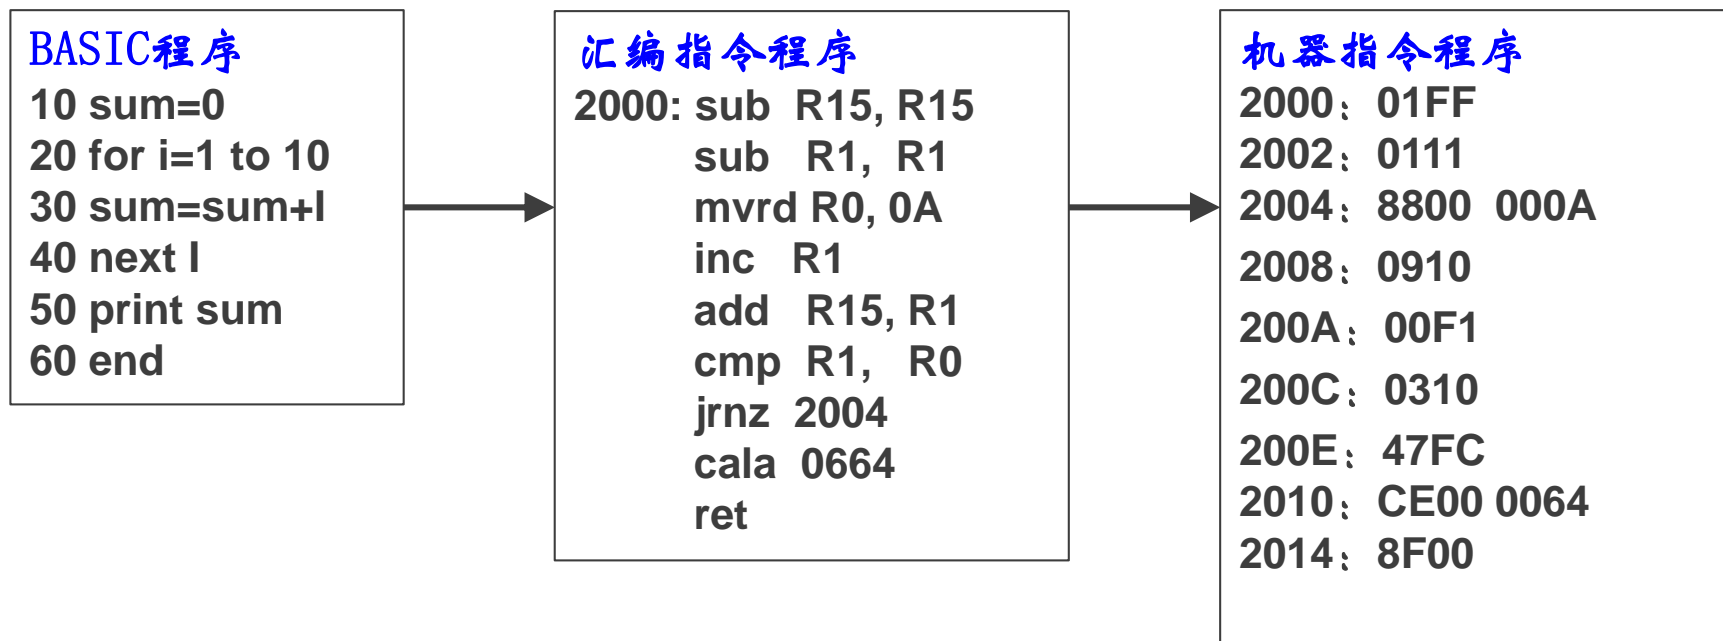 BASIC程序
10 sum=0
20 for i=1 to 10
30 sum=sum+I
40 next I
50 print sum
60 end
汇编指令程序
2000: sub R15, R15
sub R1, R1
mvrd R0, 0A
inc R1
add R15, R1
cmp R1, R0
jrnz 2004
cala 0664
ret
机器指令程序
2000：01FF
2002：0111
2004：8800 000A
2008：0910
200A：00F1
200C：0310
200E：47FC
2010：CE00 0064
2014：8F00